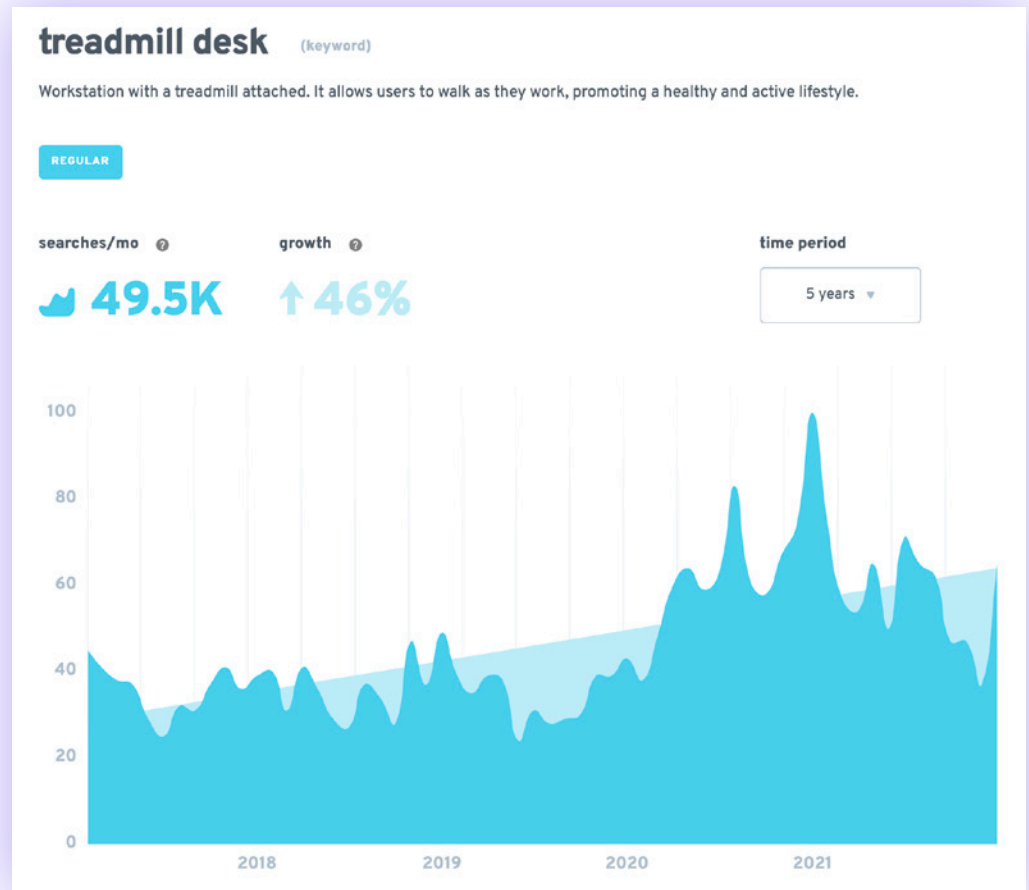 treadmill desk (keyword)
Workstation with a treadmill attached. It allows users to walk as they work, promoting a healthy and active lifestyle.
REGULAR
searches/mo ?
growth ?
time period
49.5K
46%
5 years
100
80
60
40
20
0
2018
2019
2020
2021